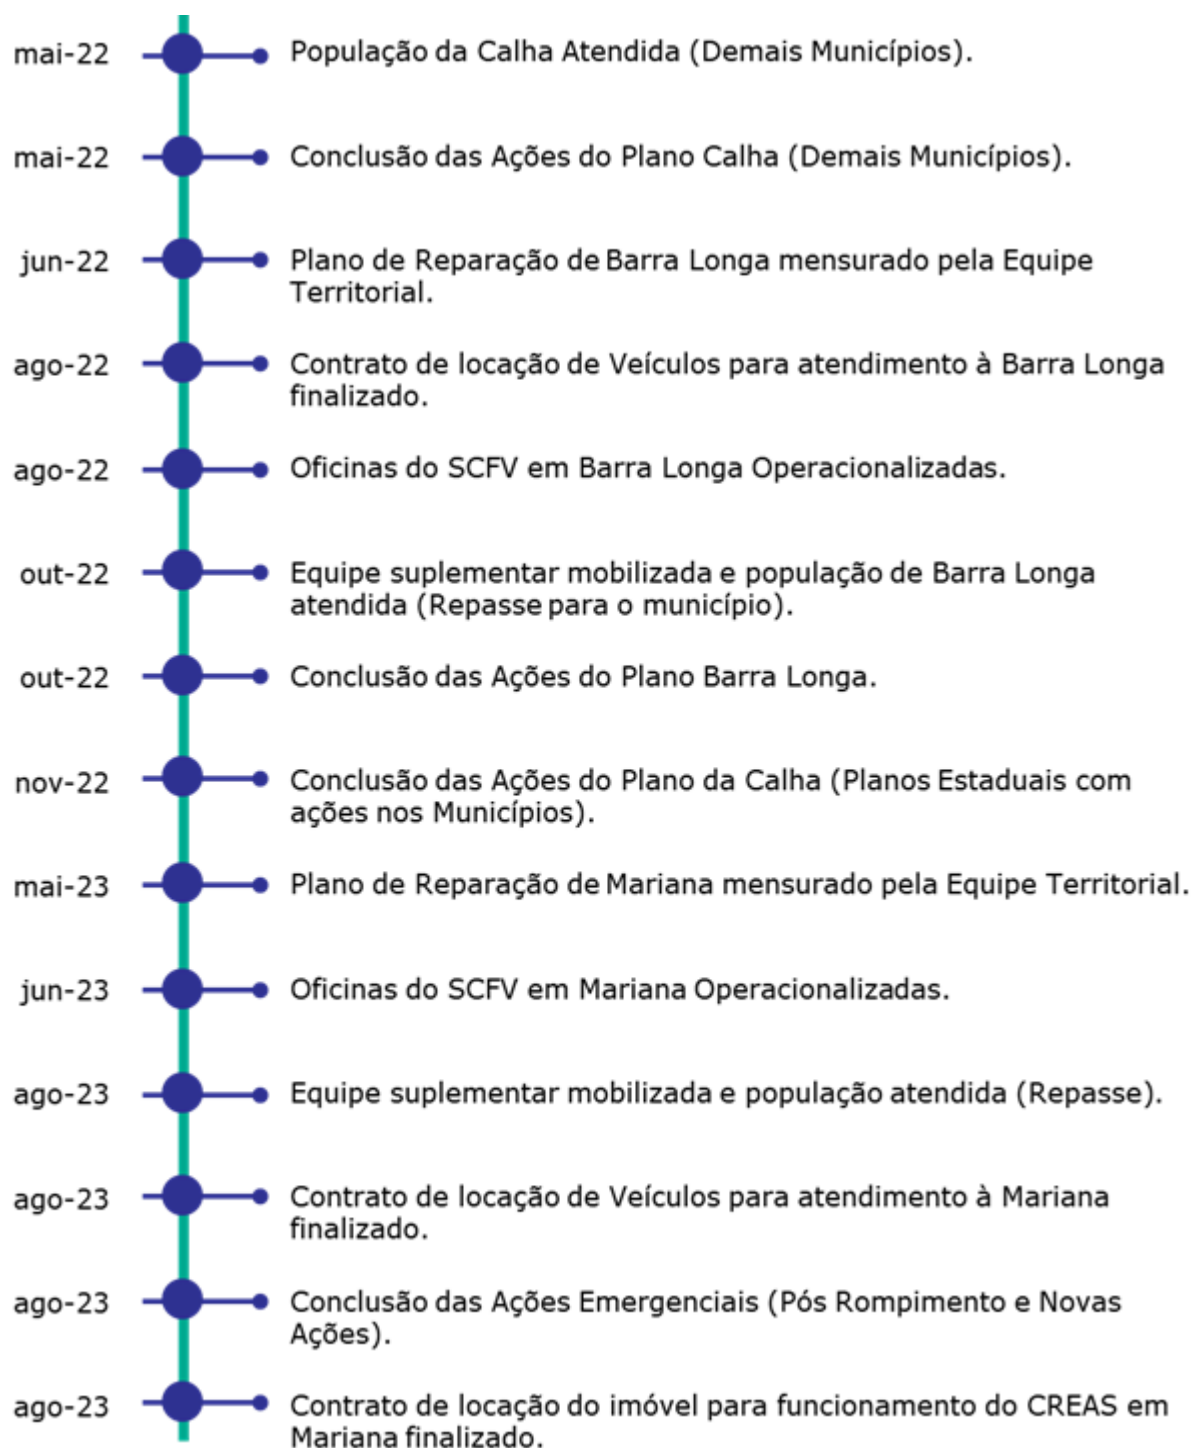 mai-22 População da Calha Atendida (Demais Municípios).
mai-22 Conclusão das Ações do Plano Calha (Demais Municípios).
jun-22 Plano de Reparação de Barra Longa mensurado pela Equipe
Territorial.
ago-22 Contrato de locação de Veículos para atendimento à Barra Longa
finalizado.
ago-22 Oficinas do SCFV em Barra Longa Operacionalizadas.
out-22 Equipe suplementar mobilizada e população de Barra Longa
atendida (Repasse para o município).
out-22 Conclusão das Ações do Plano Barra Longa.
nov-22 Conclusão das Ações do Plano da Calha (Planos Estaduais com
ações nos Municípios).
mai-23 Plano de Reparação de Mariana mensurado pela Equipe Territorial.
jun-23 Oficinas do SCFV em Mariana Operacionalizadas.
ago-23 Equipe suplementar mobilizada e população atendida (Repasse).
ago-23 Contrato de locação de Veículos para atendimento à Mariana
finalizado.
ago-23 Conclusão das Ações Emergenciais (Pós Rompimento e Novas
Ações).
ago-23 Contrato de locação do imóvel para funcionamento do CREAS em
Mariana finalizado.